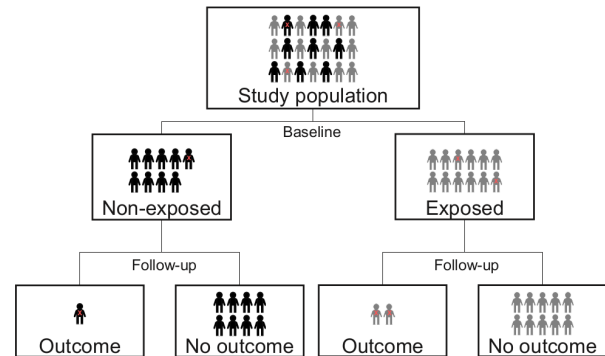 Study population
Baseline
Non-exposed
Exposed
Follow-up
Follow-up
Outcome
No outcome
Outcome
No outcome